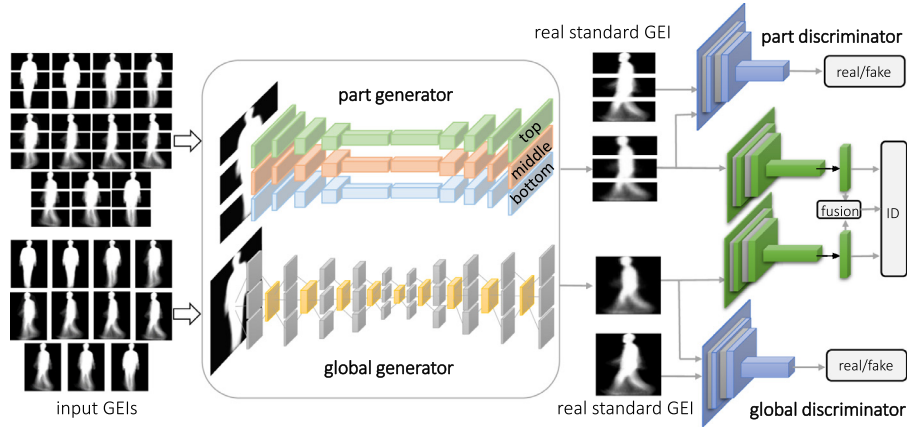 real standard GEI
part discriminator
real/fake
part generator
top
middle
bottom
fusion
ID
global generator
real/fake
input GEIs
real standard GEI
global discriminator